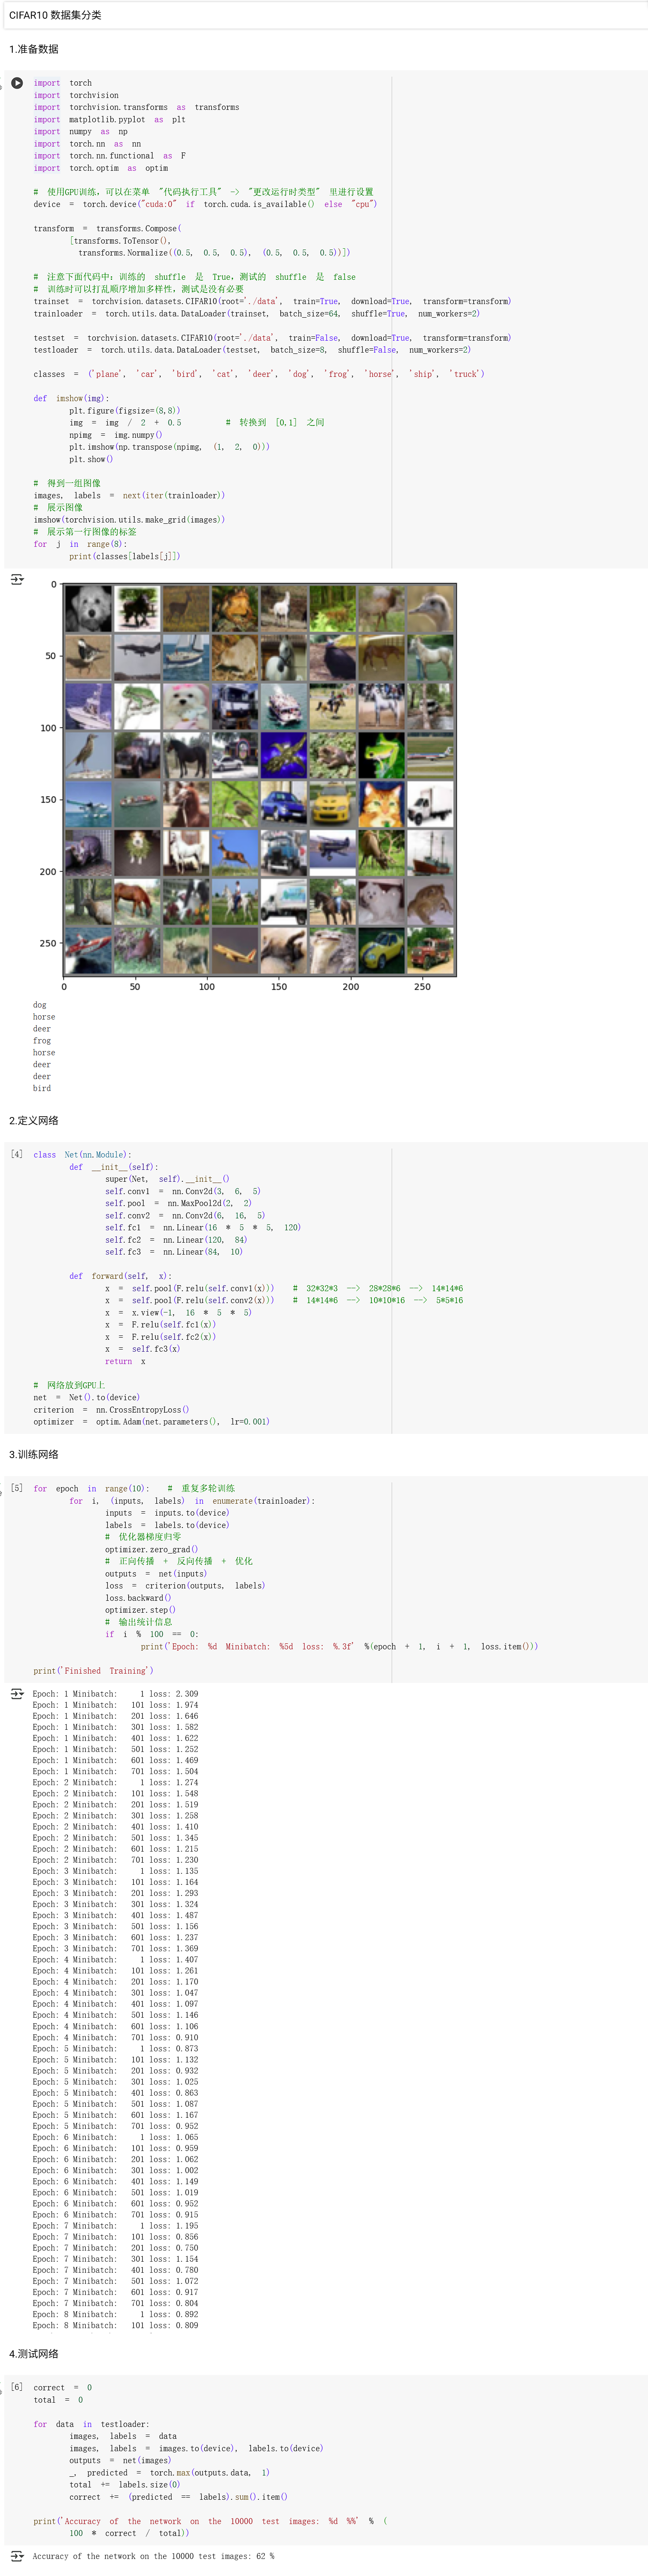 CIFAR10 数据集分类
1.准备数据
import torch
import torchvision
import torchvision.transforms as transforms
import matplotlib.pyplot as plt
import numpy as np
import torch.nn as nn
import torch.nn.functional as F
import torch.optim as optim
# 使用GPU训练，可以在菜单 "代码执行工具" -> "更改运行时类型" 里进行设置
device = torch.device("cuda:0" if torch.cuda.is_available() else "cpu")
transform = transforms.Compose(
[transforms.ToTensor(),
transforms.Normalize((0.5, 0.5, 0.5), (0.5, 0.5, 0.5))])
# 注意下面代码中：训练的 shuffle 是 True，测试的 shuffle 是 false
# 训练时可以打乱顺序增加多样性，测试是没有必要
trainset = torchvision.datasets.CIFAR10(root='./data', train=True, download=True, transform=transform)
trainloader = torch.utils.data.DataLoader(trainset, batch_size=64, shuffle=True, num_workers=2)
testset = torchvision.datasets.CIFAR10(root='./data', train=False, download=True, transform=transform)
testloader = torch.utils.data.DataLoader(testset, batch_size=8, shuffle=False, num_workers=2)
classes = ('plane', 'car', 'bird', 'cat', 'deer', 'dog', 'frog', 'horse', 'ship', 'truck')
def imshow(img):
plt.figure(figsize=(8,8))
img = img / 2 + 0.5 # 转换到 [0,1] 之间
npimg = img.numpy()
plt.imshow(np.transpose(npimg, (1, 2, 0)))
plt.show()
# 得到一组图像
images, labels = next(iter(trainloader))
# 展示图像
imshow(torchvision.utils.make_grid(images))
# 展示第一行图像的标签
for j in range(8):
print(classes[labels[j]])
0
50
100
150
200
250
0 50 100 150 200 250
dog
horse
deer
frog
horse
deer
deer
bird
2.定义网络
[4] class Net(nn.Module):
def __init__(self):
super(Net, self).__init__()
self.conv1 = nn.Conv2d(3, 6, 5)
self.pool = nn.MaxPool2d(2, 2)
self.conv2 = nn.Conv2d(6, 16, 5)
self.fc1 = nn.Linear(16 * 5 * 5, 120)
self.fc2 = nn.Linear(120, 84)
self.fc3 = nn.Linear(84, 10)
def forward(self, x):
x = self.pool(F.relu(self.conv1(x))) # 32*32*3 --> 28*28*6 --> 14*14*6
x = self.pool(F.relu(self.conv2(x))) # 14*14*6 --> 10*10*16 --> 5*5*16
x = x.view(-1, 16 * 5 * 5)
x = F.relu(self.fc1(x))
x = F.relu(self.fc2(x))
x = self.fc3(x)
return x
# 网络放到GPU上
net = Net().to(device)
criterion = nn.CrossEntropyLoss()
optimizer = optim.Adam(net.parameters(), lr=0.001)
3.训练网络
[5] for epoch in range(10): # 重复多轮训练
for i, (inputs, labels) in enumerate(trainloader):
inputs = inputs.to(device)
labels = labels.to(device)
# 优化器梯度归零
optimizer.zero_grad()
# 正向传播 + 反向传播 + 优化
outputs = net(inputs)
loss = criterion(outputs, labels)
loss.backward()
optimizer.step()
# 输出统计信息
if i % 100 == 0:
print('Epoch: %d Minibatch: %5d loss: %.3f' %(epoch + 1, i + 1, loss.item()))
print('Finished Training')
Epoch: 1 Minibatch: 1 loss: 2.309
Epoch: 1 Minibatch: 101 loss: 1.974
Epoch: 1 Minibatch: 201 loss: 1.646
Epoch: 1 Minibatch: 301 loss: 1.582
Epoch: 1 Minibatch: 401 loss: 1.622
Epoch: 1 Minibatch: 501 loss: 1.252
Epoch: 1 Minibatch: 601 loss: 1.469
Epoch: 1 Minibatch: 701 loss: 1.504
Epoch: 2 Minibatch: 1 loss: 1.274
Epoch: 2 Minibatch: 101 loss: 1.548
Epoch: 2 Minibatch: 201 loss: 1.519
Epoch: 2 Minibatch: 301 loss: 1.258
Epoch: 2 Minibatch: 401 loss: 1.410
Epoch: 2 Minibatch: 501 loss: 1.345
Epoch: 2 Minibatch: 601 loss: 1.215
Epoch: 2 Minibatch: 701 loss: 1.230
Epoch: 3 Minibatch: 1 loss: 1.135
Epoch: 3 Minibatch: 101 loss: 1.164
Epoch: 3 Minibatch: 201 loss: 1.293
Epoch: 3 Minibatch: 301 loss: 1.324
Epoch: 3 Minibatch: 401 loss: 1.487
Epoch: 3 Minibatch: 501 loss: 1.156
Epoch: 3 Minibatch: 601 loss: 1.237
Epoch: 3 Minibatch: 701 loss: 1.369
Epoch: 4 Minibatch: 1 loss: 1.407
Epoch: 4 Minibatch: 101 loss: 1.261
Epoch: 4 Minibatch: 201 loss: 1.170
Epoch: 4 Minibatch: 301 loss: 1.047
Epoch: 4 Minibatch: 401 loss: 1.097
Epoch: 4 Minibatch: 501 loss: 1.146
Epoch: 4 Minibatch: 601 loss: 1.106
Epoch: 4 Minibatch: 701 loss: 0.910
Epoch: 5 Minibatch: 1 loss: 0.873
Epoch: 5 Minibatch: 101 loss: 1.132
Epoch: 5 Minibatch: 201 loss: 0.932
Epoch: 5 Minibatch: 301 loss: 1.025
Epoch: 5 Minibatch: 401 loss: 0.863
Epoch: 5 Minibatch: 501 loss: 1.087
Epoch: 5 Minibatch: 601 loss: 1.167
Epoch: 5 Minibatch: 701 loss: 0.952
Epoch: 6 Minibatch: 1 loss: 1.065
Epoch: 6 Minibatch: 101 loss: 0.959
Epoch: 6 Minibatch: 201 loss: 1.062
Epoch: 6 Minibatch: 301 loss: 1.002
Epoch: 6 Minibatch: 401 loss: 1.149
Epoch: 6 Minibatch: 501 loss: 1.019
Epoch: 6 Minibatch: 601 loss: 0.952
Epoch: 6 Minibatch: 701 loss: 0.915
Epoch: 7 Minibatch: 1 loss: 1.195
Epoch: 7 Minibatch: 101 loss: 0.856
Epoch: 7 Minibatch: 201 loss: 0.750
Epoch: 7 Minibatch: 301 loss: 1.154
Epoch: 7 Minibatch: 401 loss: 0.780
Epoch: 7 Minibatch: 501 loss: 1.072
Epoch: 7 Minibatch: 601 loss: 0.917
Epoch: 7 Minibatch: 701 loss: 0.804
Epoch: 8 Minibatch: 1 loss: 0.892
Epoch: 8 Minibatch: 101 loss: 0.809
4.测试网络
[6] correct = 0
total = 0
for data in testloader:
images, labels = data
images, labels = images.to(device), labels.to(device)
outputs = net(images)
_, predicted = torch.max(outputs.data, 1)
total += labels.size(0)
correct += (predicted == labels).sum().item()
print('Accuracy of the network on the 10000 test images: %d %%' % (
100 * correct / total))
Accuracy of the network on the 10000 test images: 62 %